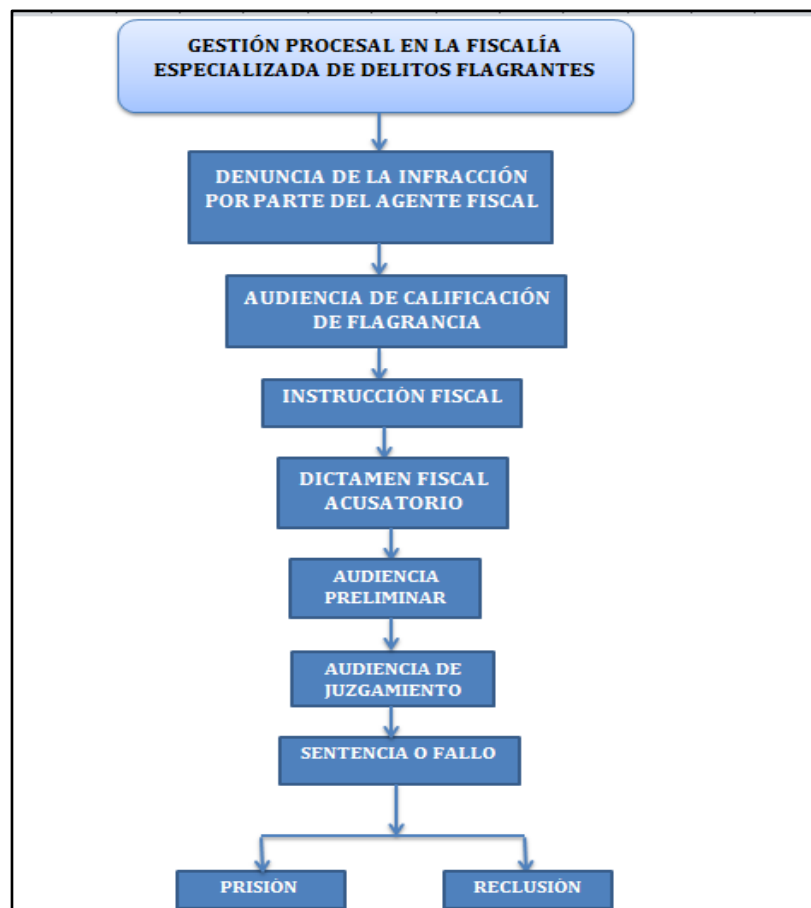 GESTIÓN PROCESAL EN LA FISCALÍA
ESPECIALIZADA DE DELITOS FLAGRANTES
DENUNCIA DE LA INFRACCIÓN
POR PARTE DEL AGENTE FISCAL
AUDIENCIA DE CALIFICACIÓN
DE FLAGRANCIA
INSTRUCCIÓN FISCAL
DICTAMEN FISCAL
ACUSATORIO
AUDIENCIA
PRELIMINAR
AUDIENCIA DE
JUZGAMIENTO
SENTENCIA O FALLO
PRISIÓN
RECLUSIÓN